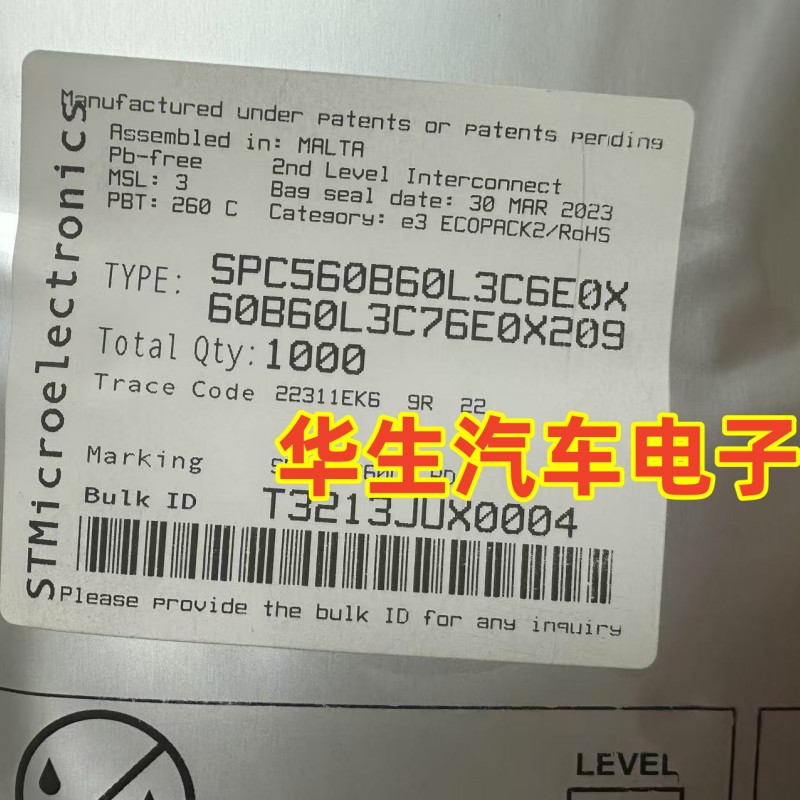 Manufactured under patents or patents pending
Assembled in: MALTA
Pb-free 2nd Level Interconnect
MSL: 3 Bag seal date: 30 MAR 2023
PBT: 260 C Category: e3 ECOPACK2/RoHS
TYPE: SPC560B60L3C6E0X
60B60L3C76E0X209
Total Qty: 1000
Trace Code 22311EK6 9R 22
华生汽车电子
Marking
Bulk ID T3213JUX0004
Please provide the bulk ID for any inquiry
STMicroelectronics
LEVEL